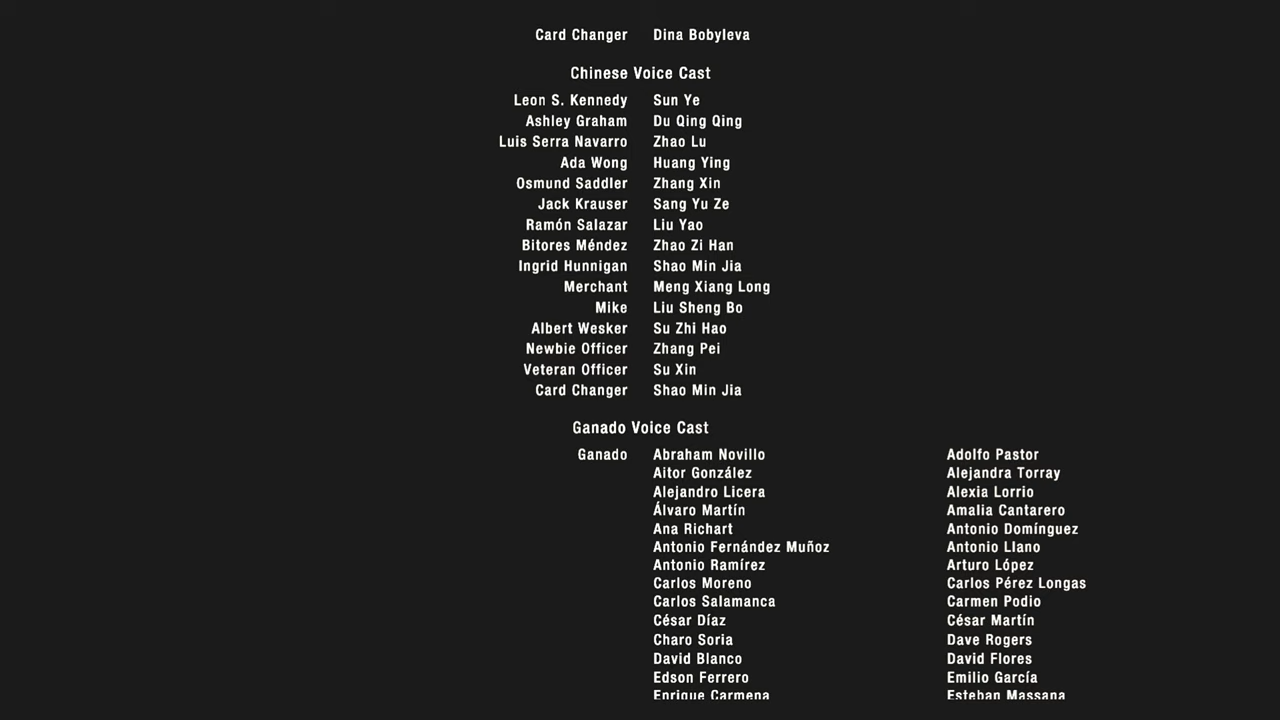 Card Changer Dina Bobyleva
Chinese Voice Cast
Leon S. Kennedy Sun Ye
Ashley Graham Du Qing Qing
Luis Serra Navarro Zhao Lu
Ada Wong Huang Ying
Osmund Saddler Zhang Xin
Jack Krauser Sang Yu Ze
Ramón Salazar Liu Yao
Bitores Méndez Zhao Zi Han
Ingrid Hunnigan Shao Min Jia
Merchant Meng Xiang Long
Mike Liu Sheng Bo
Albert Wesker Su Zhi Hao
Newbie Officer Zhang Pei
Veteran Officer Su Xin
Card Changer Shao Min Jia
Ganado Voice Cast
Ganado Abraham Novillo Adolfo Pastor
Aitor González Alejandra Torray
Alejandro Licera Alexia Lorrio
Álvaro Martín Amalia Cantarero
Ana Richart Antonio Domínguez
Antonio Fernández Muñoz Antonio Llano
Antonio Ramírez Arturo López
Carlos Moreno Carlos Pérez Longas
Carlos Salamanca Carmen Podio
César Díaz César Martín
Charo Soria Dave Rogers
David Blanco David Flores
Edson Ferrero Emilio García
Enrique Carmena Esteban Massana